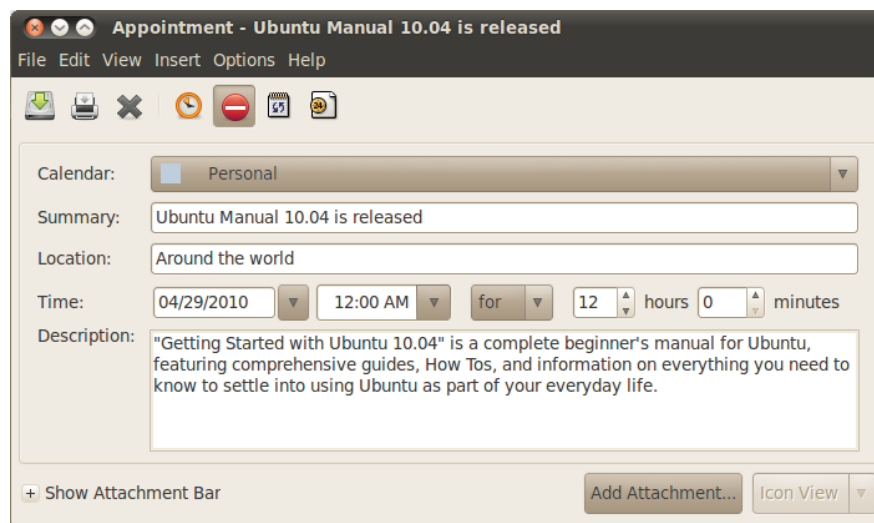 Appointment - Ubuntu Manual 10.04 is released
File Edit View Insert Options Help
Calendar: Personal
Summary: Ubuntu Manual 10.04 is released
Location: Around the world
Time: 04/29/2010 12:00 AM for 12 hours 0 minutes
Description: "Getting Started with Ubuntu 10.04" is a complete beginner's manual for Ubuntu,
featuring comprehensive guides, How Tos, and information on everything you need to
know to settle into using Ubuntu as part of your everyday life.
Show Attachment Bar Add Attachment... Icon View